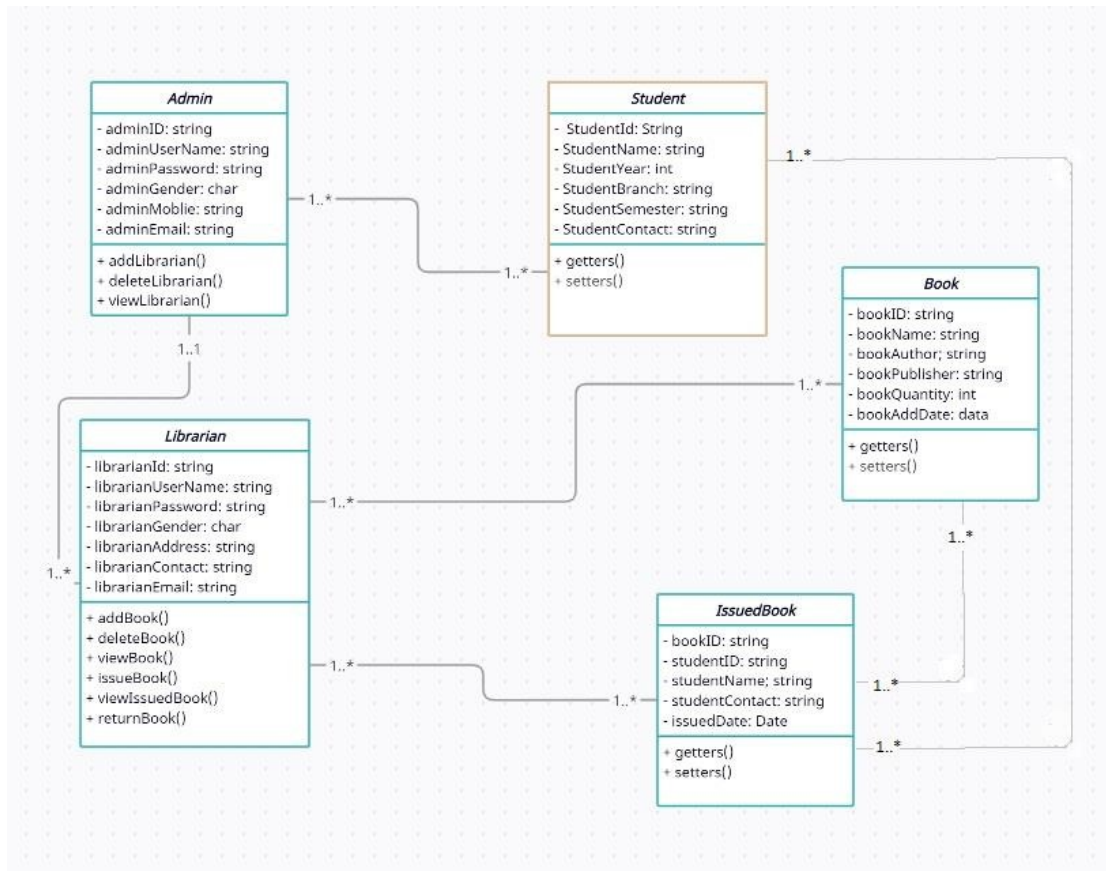 Admin
- adminID: string
- adminUserName: string
- adminPassword: string
- adminGender: char
- adminMoblie: string
- adminEmail: string
+ addLibrarian()
+ deleteLibrarian()
+ viewLibrarian()
1..*
1..*
1..1
1..*
Student
- StudentId: String
- StudentName: string
- StudentYear: int
- StudentBranch: string
- StudentSemester: string
- StudentContact: string
+ getters()
+ setters()
1..*
Book
- bookID: string
- bookName: string
- bookAuthor; string
- bookPublisher: string
- bookQuantity: int
- bookAddDate: data
+ getters()
+ setters()
1..*
1..*
Librarian
- librarianId: string
- librarianUserName: string
- librarianPassword: string
- librarianGender: char
- librarianAddress: string
- librarianContact: string
- librarianEmail: string
+ addBook()
+ deleteBook()
+ viewBook()
+ issueBook()
+ viewIssuedBook()
+ returnBook()
1..*
1..*
1..*
IssuedBook
- bookID: string
- studentID: string
- studentName; string
- studentContact: string
- issuedDate: Date
+ getters()
+ setters()
1..*
1..*